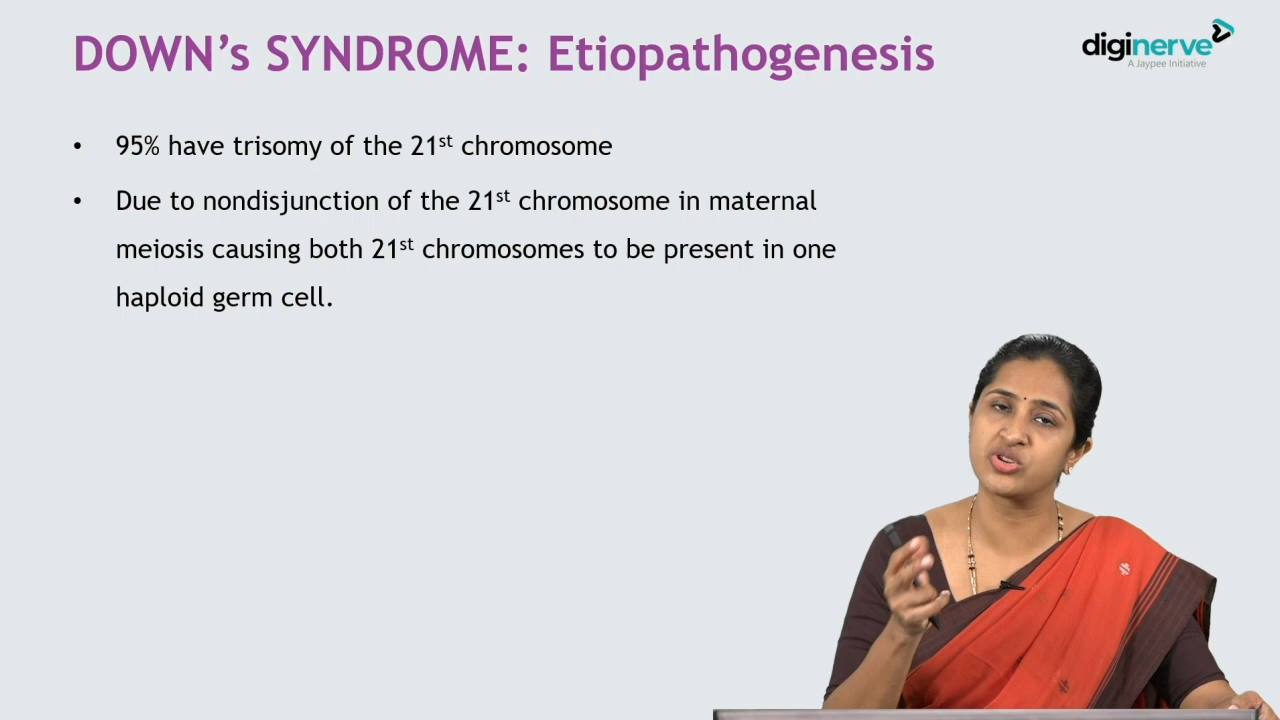 DOWN's SYNDROME: Etiopathogenesis
diginerve
A Jaypee Initiative
• 95% have trisomy of the 21st chromosome
• Due to nondisjunction of the 21st chromosome in maternal
meiosis causing both 21st chromosomes to be present in one
haploid germ cell.